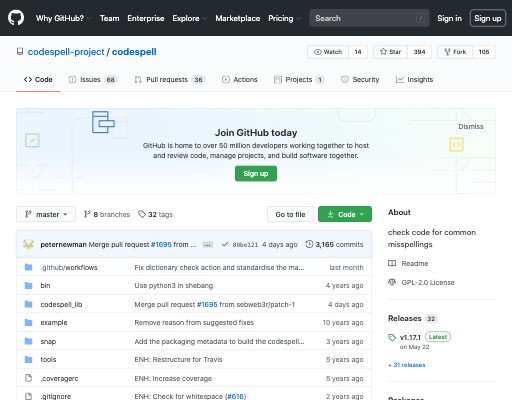 Why GitHub? Team Enterprise Explore Marketplace Pricing Search / Sign in Sign up
codespell-project / codespell Watch 14 Star 394 Fork 105
Code Issues 68 Pull requests 36 Actions Projects 1 Security Insights
Join GitHub today
Dismiss
GitHub is home to over 50 million developers working together to host
and review code, manage projects, and build software together.
Sign up
master 8 branches 32 tags Go to file Code
peternewman Merge pull request #1695 from ... ... 89be121 4 days ago 3,165 commits
.github/workflows Fix dictionary check action and standardise the ma... last month
bin Use python3 in shebang 4 years ago
codespell_lib Merge pull request #1695 from sebweb3r/patch-1 4 days ago
example Remove reason from suggested fixes 10 years ago
snap Add the packaging metadata to build the codespell... 3 years ago
tools ENH: Restructure for Travis 5 years ago
.coveragerc ENH: Increase coverage 5 years ago
.gitignore ENH: Check for whitespace (#616) 2 years ago
About
check code for common
misspellings
Readme
GPL-2.0 License
Releases 32
v1.17.1 Latest
on May 22
+ 31 releases
Packages